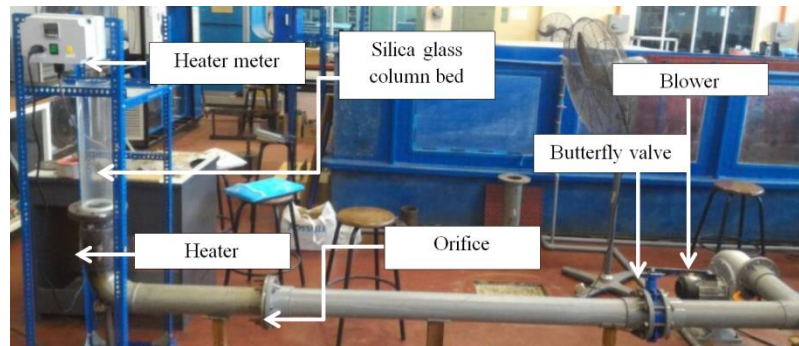 Heater meter
Silica glass
column bed
Blower
Butterfly valve
Heater
Orifice